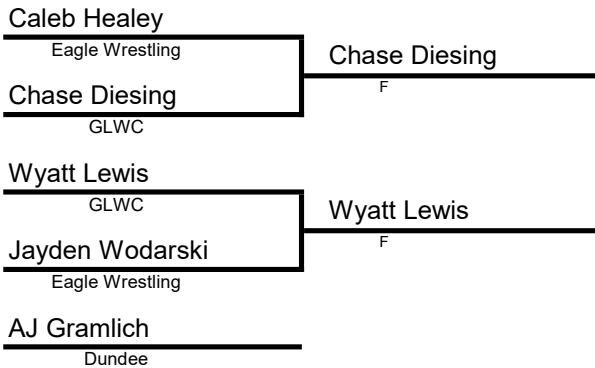 Caleb Healey
Eagle Wrestling
Chase Diesing
F
Chase Diesing
GLWC
Wyatt Lewis
GLWC
Wyatt Lewis
F
Jayden Wodarski
Eagle Wrestling
AJ Gramlich
Dundee